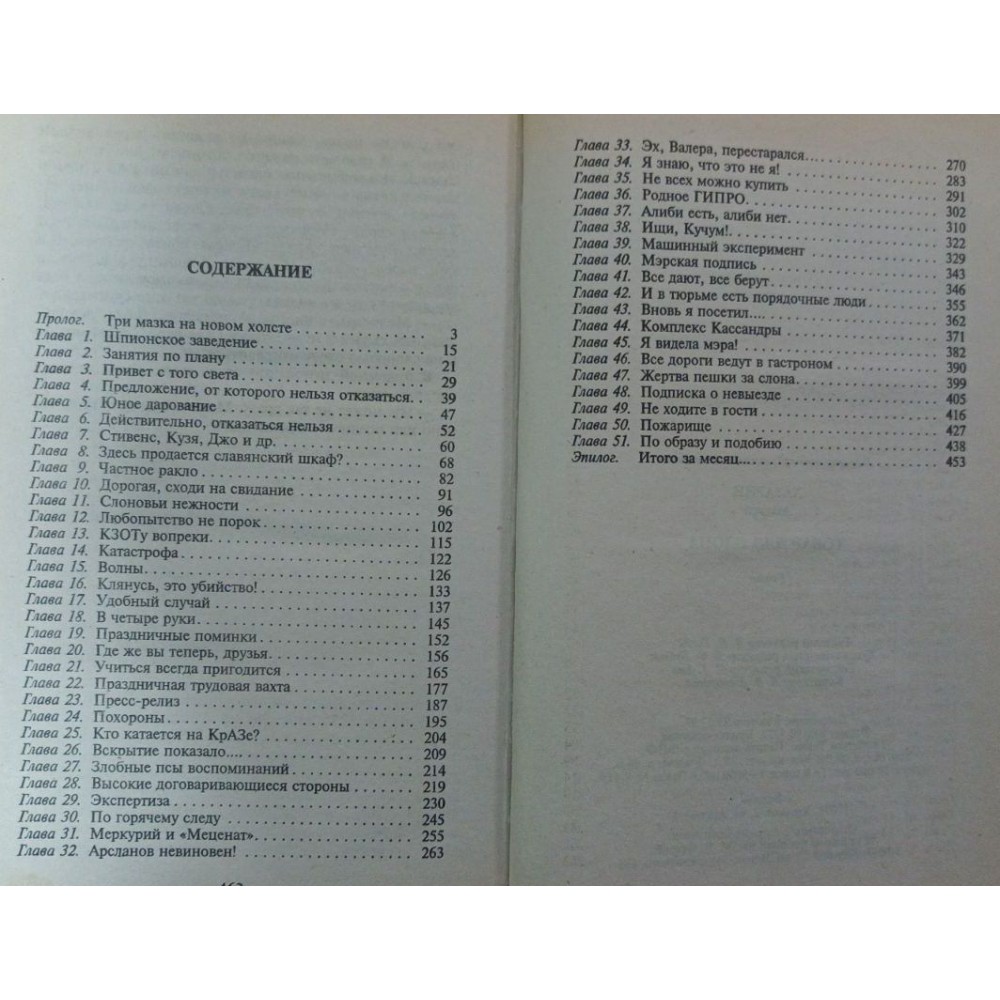 СОДЕРЖАНИЕ
Пролог. Три мазка на новом холсте . . . . . . . . . . . . . . 3
Глава 1. Шпионское заведение . . . . . . . . . . . . . . 15
Глава 2. Занятия по плану . . . . . . . . . . . . . . 21
Глава 3. Привет с того света . . . . . . . . . . . . . . 29
Глава 4. Предложение, от которого нельзя отказаться. . 39
Глава 5. Юное дарование . . . . . . . . . . . . . . 47
Глава 6. Действительно, отказаться нельзя . . . . . . . . . 52
Глава 7. Стивенс, Кузя, Джо и др. . . . . . . . . . . . . . 60
Глава 8. Здесь продается славянский шкаф? . . . . . . . . 68
Глава 9. Частное ракло . . . . . . . . . . . . . . 82
Глава 10. Дорогая, сходи на свидание . . . . . . . . . . . . 91
Глава 11. Слоновьи нежности . . . . . . . . . . . . . . 96
Глава 12. Любопытство не порок . . . . . . . . . . . . . . 102
Глава 13. КЗОТу вопреки. . . . . . . . . . . . . . 115
Глава 14. Катастрофа . . . . . . . . . . . . . . 122
Глава 15. Волны . . . . . . . . . . . . . . 126
Глава 16. Клянусь, это убийство! . . . . . . . . . . . . . . 133
Глава 17. Удобный случай . . . . . . . . . . . . . . 137
Глава 18. В четыре руки. . . . . . . . . . . . . . 145
Глава 19. Праздничные поминки . . . . . . . . . . . . . . 152
Глава 20. Где же вы теперь, друзья. . . . . . . . . . . . . . 156
Глава 21. Учиться всегда пригодится . . . . . . . . . . . . 165
Глава 22. Праздничная трудовая вахта . . . . . . . . . . . . 177
Глава 23. Пресс-релиз . . . . . . . . . . . . . . 187
Глава 24. Похороны . . . . . . . . . . . . . . 195
Глава 25. Кто катается на КрАЗе? . . . . . . . . . . . . . . 204
Глава 26. Вскрытие показало.... . . . . . . . . . . . . . . 209
Глава 27. Злобные псы воспоминаний . . . . . . . . . . . . 214
Глава 28. Высокие договаривающиеся стороны . . . . . . . . 219
Глава 29. Экспертиза . . . . . . . . . . . . . . 230
Глава 30. По горячему следу . . . . . . . . . . . . . . 245
Глава 31. Меркурий и «Меценат». . . . . . . . . . . . . . 255
Глава 32. Арсланов невиновен! . . . . . . . . . . . . . . 263
Глава 33. Эх, Валера, перестарался.... . . . . . . . . . . . 270
Глава 34. Я знаю, что это не я! . . . . . . . . . . . . . . 283
Глава 35. Не всех можно купить . . . . . . . . . . . . . . 291
Глава 36. Родное ГИПРО. . . . . . . . . . . . . . 302
Глава 37. Алиби есть, алиби нет. . . . . . . . . . . . . . 310
Глава 38. Ищи, Кучум!. . . . . . . . . . . . . . 322
Глава 39. Машинный эксперимент . . . . . . . . . . . . . . 329
Глава 40. Мэрская подпись . . . . . . . . . . . . . . 343
Глава 41. Все дают, все берут . . . . . . . . . . . . . . 346
Глава 42. И в тюрьме есть порядочные люди . . . . . . . . 355
Глава 43. Вновь я посетил.... . . . . . . . . . . . . . . 362
Глава 44. Комплекс Кассандры . . . . . . . . . . . . . . 371
Глава 45. Я видела мэра! . . . . . . . . . . . . . . 382
Глава 46. Все дороги ведут в гастроном . . . . . . . . . . . 390
Глава 47. Жертва пешки за слона. . . . . . . . . . . . . . 399
Глава 48. Подписка о невыезде . . . . . . . . . . . . . . 405
Глава 49. Не ходите в гости . . . . . . . . . . . . . . 416
Глава 50. Пожарище . . . . . . . . . . . . . . 427
Глава 51. По образу и подобию . . . . . . . . . . . . . . 438
Эпилог. Итого за месяц... . . . . . . . . . . . . . . 453